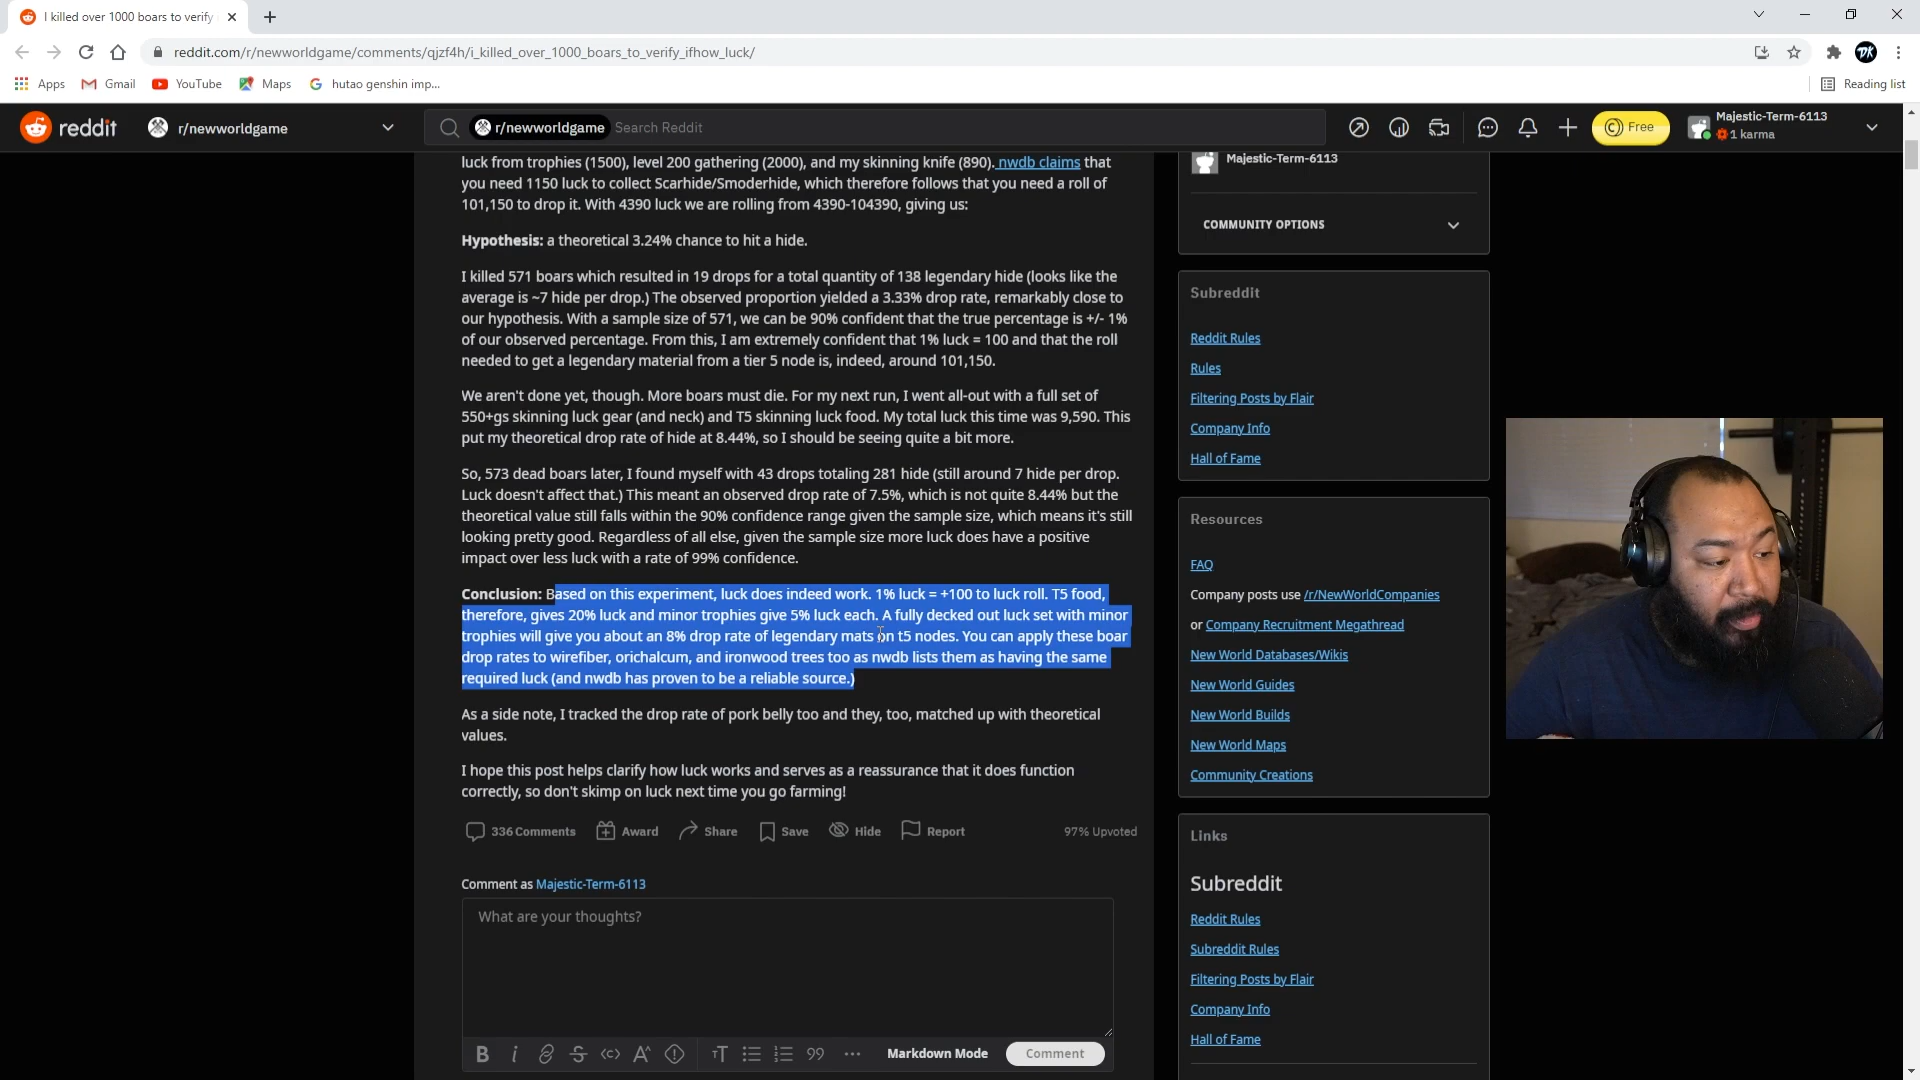 I killed over 1000 boars to verify
reddit.com/r/newworldgame/comments/qjzf4h/i_killed_over_1000_boars_to_verify_ifhow_luck/
DK
Apps
Gmail
YouTube
Maps
hutao genshin imp...
Reading list
reddit
r/newworldgame
r/newworldgame
Search Reddit
Free
Majestic-Term-6113
1 karma
luck from trophies (1500), level 200 gathering (2000), and my skinning knife (890). nwdb claims that
you need 1150 luck to collect Scarhide/Smoderhide, which therefore follows that you need a roll of
101,150 to drop it. With 4390 luck we are rolling from 4390-104390, giving us:
Hypothesis: a theoretical 3.24% chance to hit a hide.
I killed 571 boars which resulted in 19 drops for a total quantity of 138 legendary hide (looks like the
average is ~7 hide per drop.) The observed proportion yielded a 3.33% drop rate, remarkably close to
our hypothesis. With a sample size of 571, we can be 90% confident that the true percentage is +/- 1%
of our observed percentage. From this, I am extremely confident that 1% luck = 100 and that the roll
needed to get a legendary material from a tier 5 node is, indeed, around 101,150.
We aren't done yet, though. More boars must die. For my next run, I went all-out with a full set of
550+gs skinning luck gear (and neck) and T5 skinning luck food. My total luck this time was 9,590. This
put my theoretical drop rate of hide at 8.44%, so I should be seeing quite a bit more.
So, 573 dead boars later, I found myself with 43 drops totaling 281 hide (still around 7 hide per drop.
Luck doesn't affect that.) This meant an observed drop rate of 7.5%, which is not quite 8.44% but the
theoretical value still falls within the 90% confidence range given the sample size, which means it's still
looking pretty good. Regardless of all else, given the sample size more luck does have a positive
impact over less luck with a rate of 99% confidence.
Conclusion: Based on this experiment, luck does indeed work. 1% luck = +100 to luck roll. T5 food,
therefore, gives 20% luck and minor trophies give 5% luck each. A fully decked out luck set with minor
trophies will give you about an 8% drop rate of legendary mats on t5 nodes. You can apply these boar
drop rates to wirefiber, orichalcum, and ironwood trees too as nwdb lists them as having the same
required luck (and nwdb has proven to be a reliable source.)
As a side note, I tracked the drop rate of pork belly too and they, too, matched up with theoretical
values.
I hope this post helps clarify how luck works and serves as a reassurance that it does function
correctly, so don't skimp on luck next time you go farming!
336 Comments
Award
Share
Save
Hide
Report
97% Upvoted
Comment as Majestic-Term-6113
What are your thoughts?
Markdown Mode
Comment
Majestic-Term-6113
COMMUNITY OPTIONS
Subreddit
Reddit Rules
Rules
Filtering Posts by Flair
Company Info
Hall of Fame
Resources
FAQ
Company posts use /r/NewWorldCompanies
or Company Recruitment Megathread
New World Databases/Wikis
New World Guides
New World Builds
New World Maps
Community Creations
Links
Subreddit
Reddit Rules
Subreddit Rules
Filtering Posts by Flair
Company Info
Hall of Fame